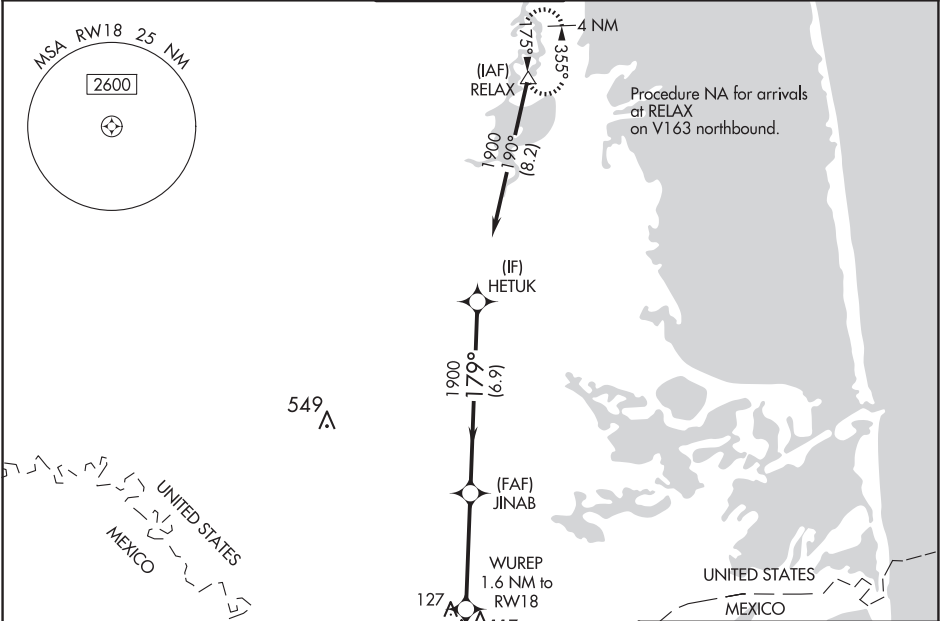 MSA RW18 25 NM
2600
4 NM
175°
355°
(IAF)
RELAX
Procedure NA for arrivals
at RELAX
on V163 northbound.
1900
190°
(8.2)
(IF)
HETUK
1900
179°
(6.9)
549
(FAF)
JINAB
UNITED STATES
MEXICO
WUREP
1.6 NM to
RW18
127
UNITED STATES
MEXICO